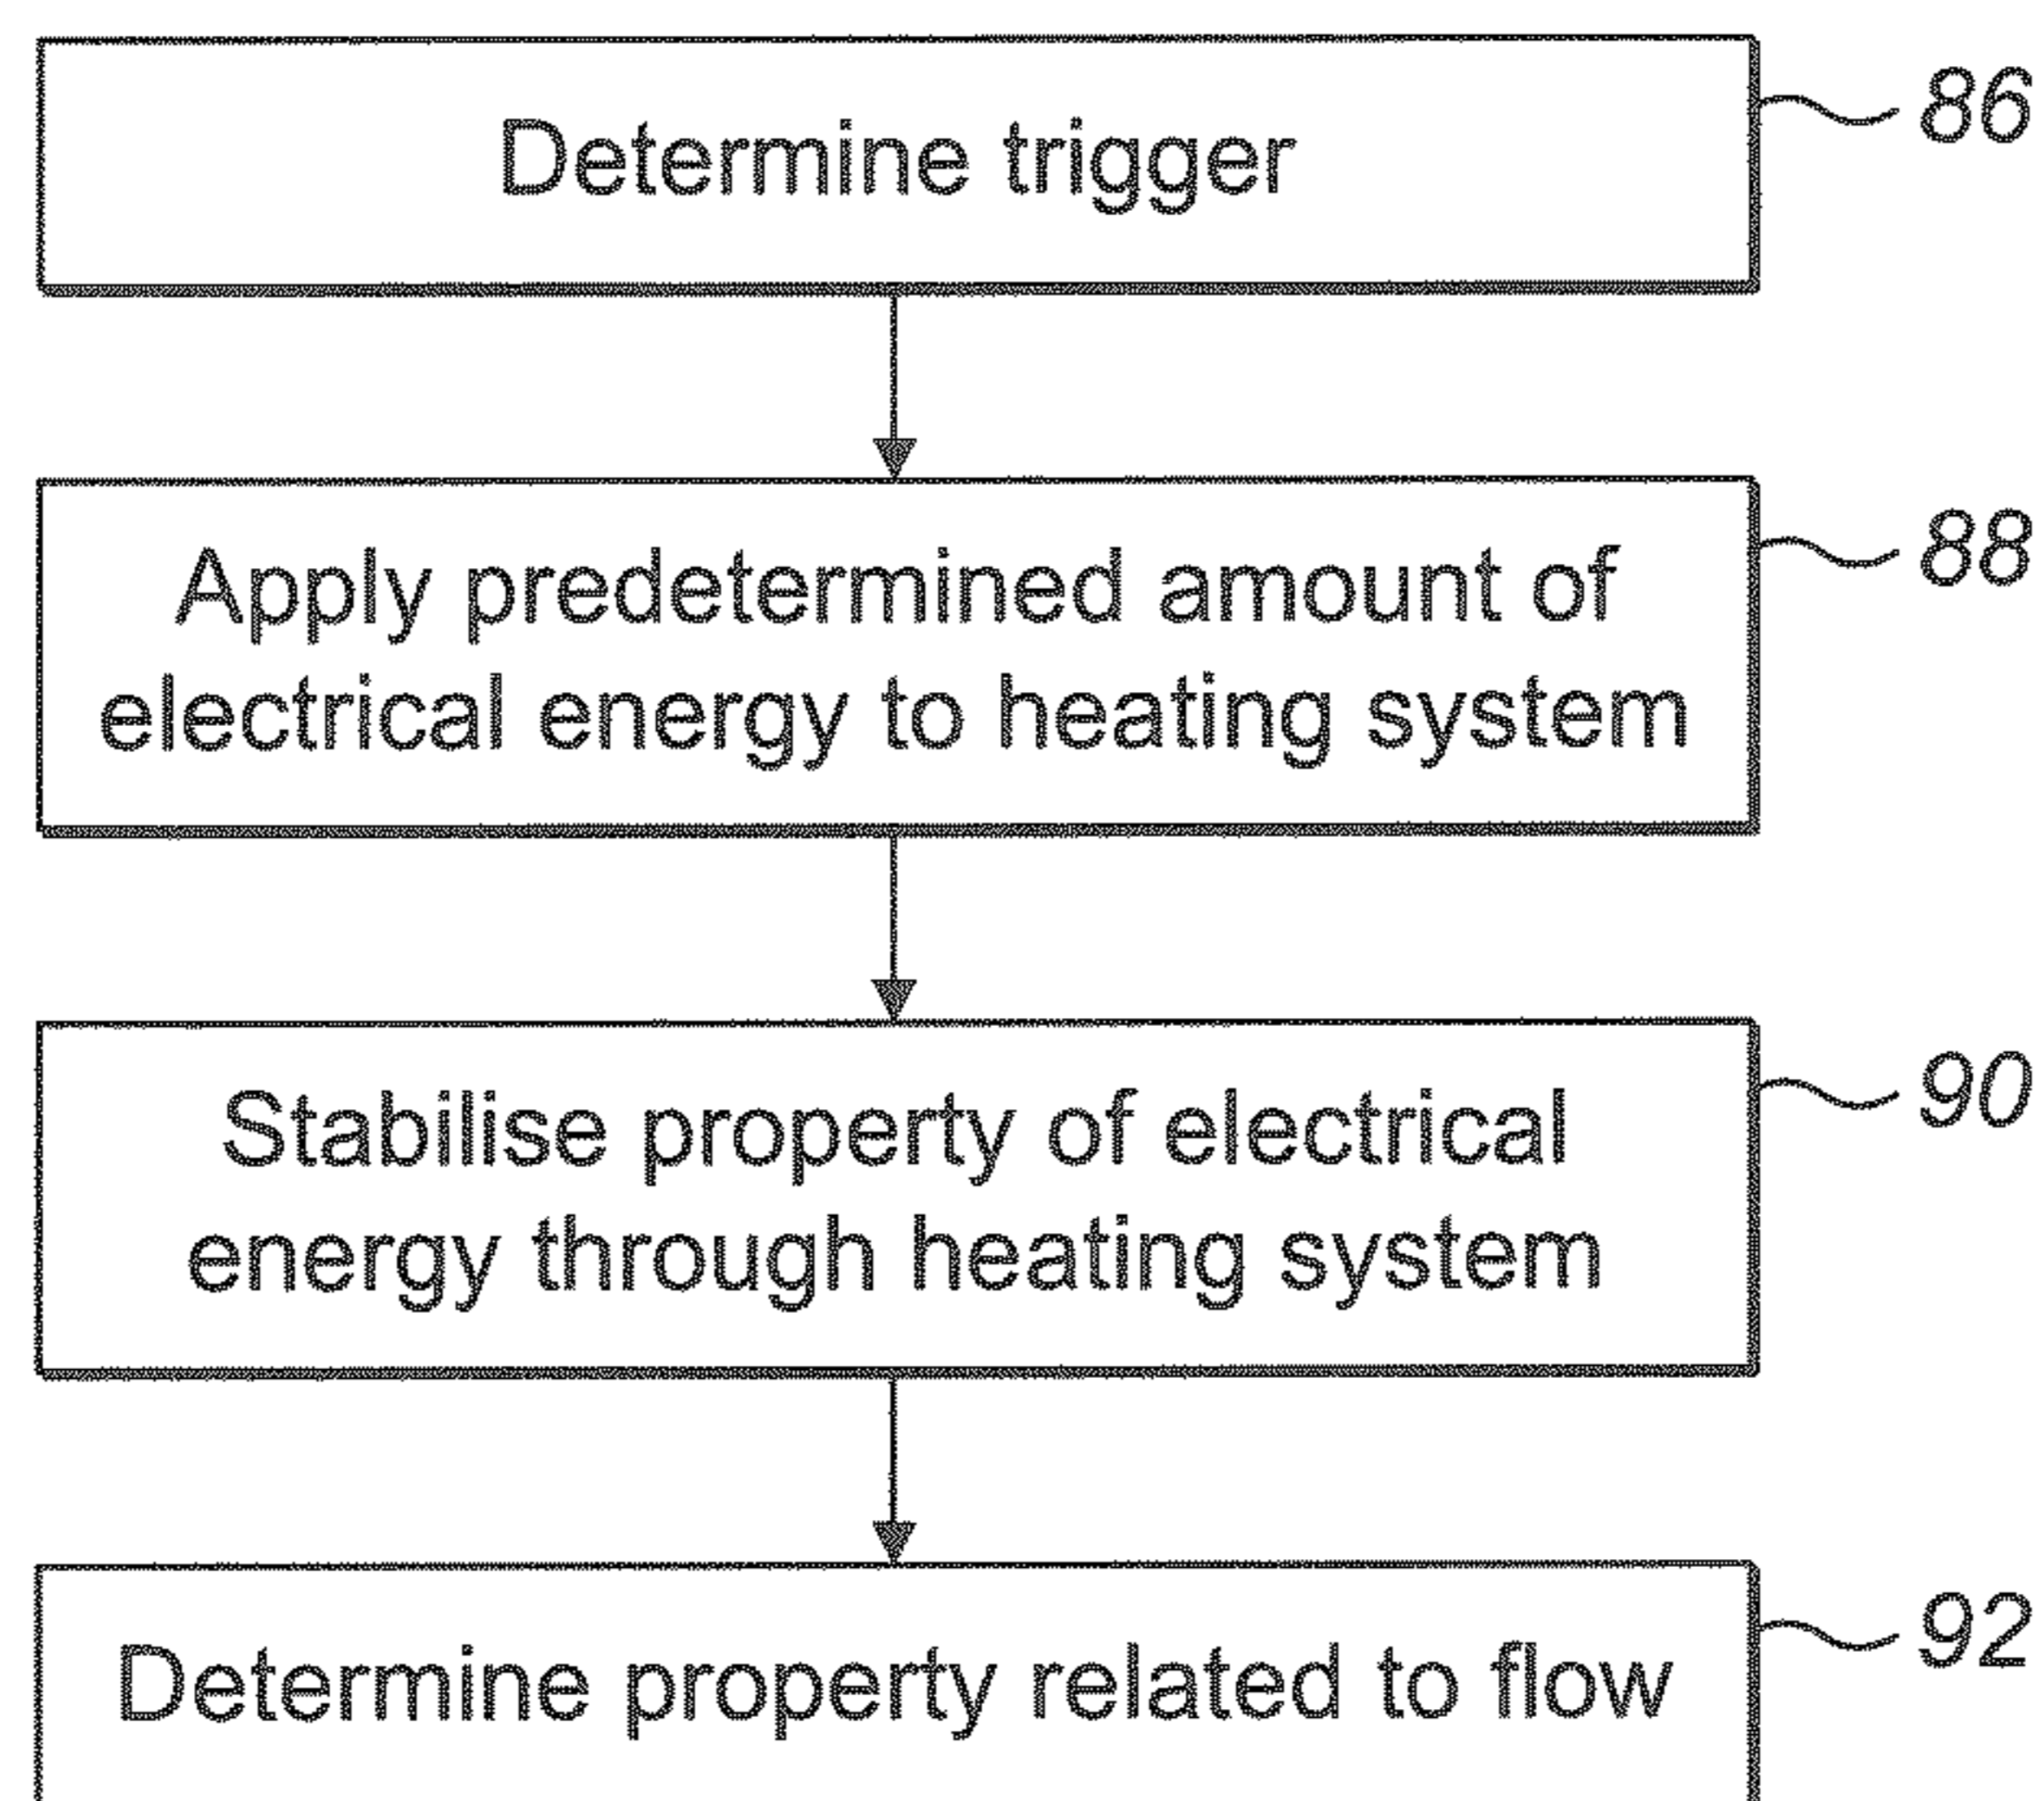 Determine trigger
86
Apply predetermined amount of
electrical energy to heating system
88
Stabilise property of electrical
energy through heating system
90
Determine property related to flow
92